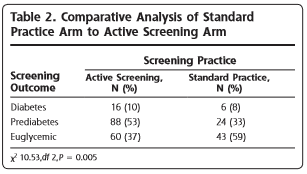 Table 2. Comparative Analysis of Standard
Practice Arm to Active Screening Arm
Screening Practice
Screening Outcome Active Screening, N (%) Standard Practice, N (%)
Diabetes 16 (10) 6 (8)
Prediabetes 88 (53) 24 (33)
Euglycemic 60 (37) 43 (59)
χ² 10.53,df 2,P = 0.005